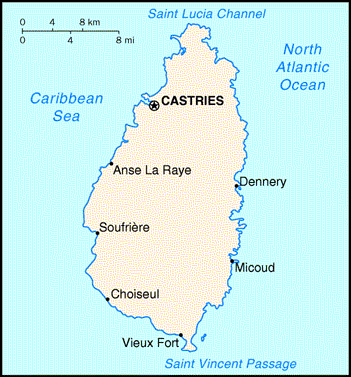 Saint Lucia Channel
0 4 8 km
0 4 8 mi
North
Atlantic
Ocean
Caribbean
Sea
CASTRIES
Anse La Raye
Dennery
Soufrière
Micoud
Choiseul
Vieux Fort
Saint Vincent Passage